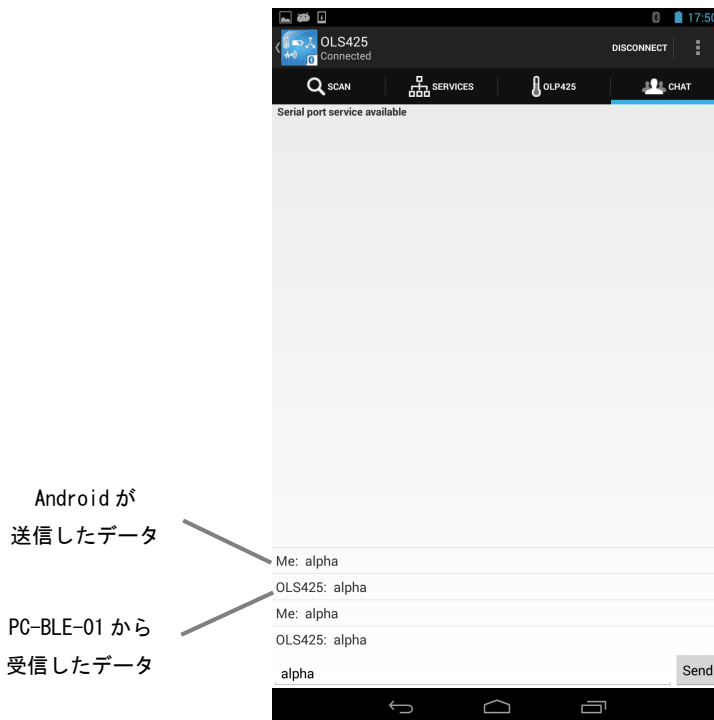 17:50
OLS425
Connected
DISCONNECT
SCAN
SERVICES
OLP425
CHAT
Serial port service available
Androidが
送信したデータ
Me: alpha
OLS425: alpha
Me: alpha
PC-BLE-01から
受信したデータ
OLS425: alpha
alpha
Send